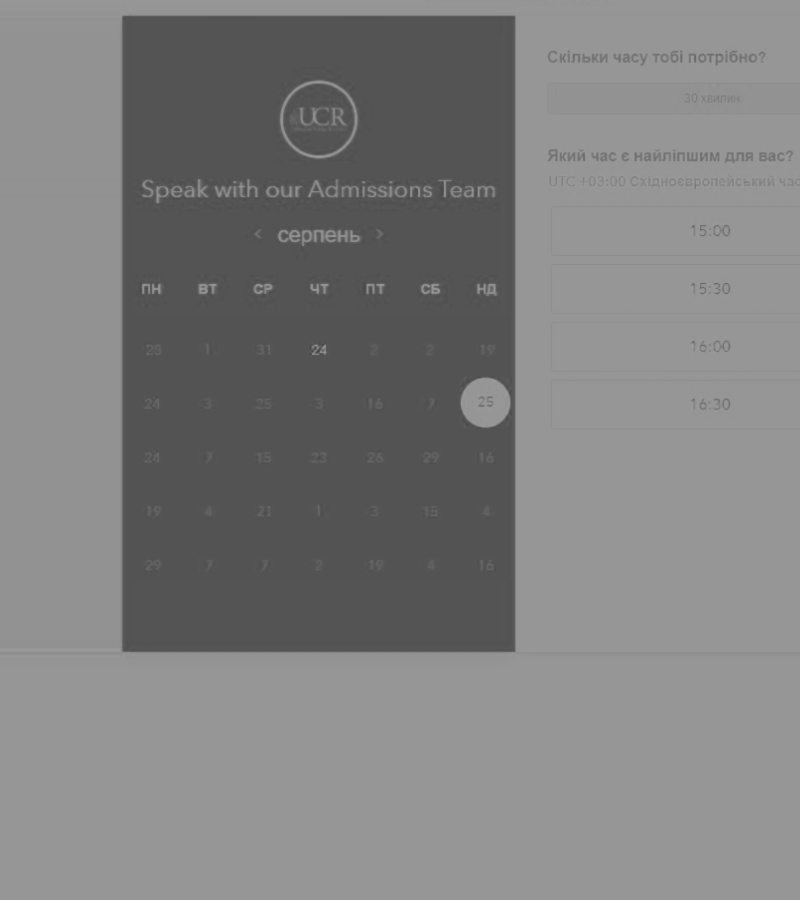 UCR
Speak with our Admissions Team
< серпень >
ПН ВТ СР ЧТ ПТ СБ НД
28 1 31 24 2 2 19
24 3 25 3 16 7 25
24 7 15 23 26 29 16
19 4 21 1 3 15 4
29 7 7 2 19 4 16
Скільки часу тобі потрібно?
30 хвилин
Який час є найліпшим для вас?
UTC +03:00 Східноєвропейський час
15:00
15:30
16:00
16:30